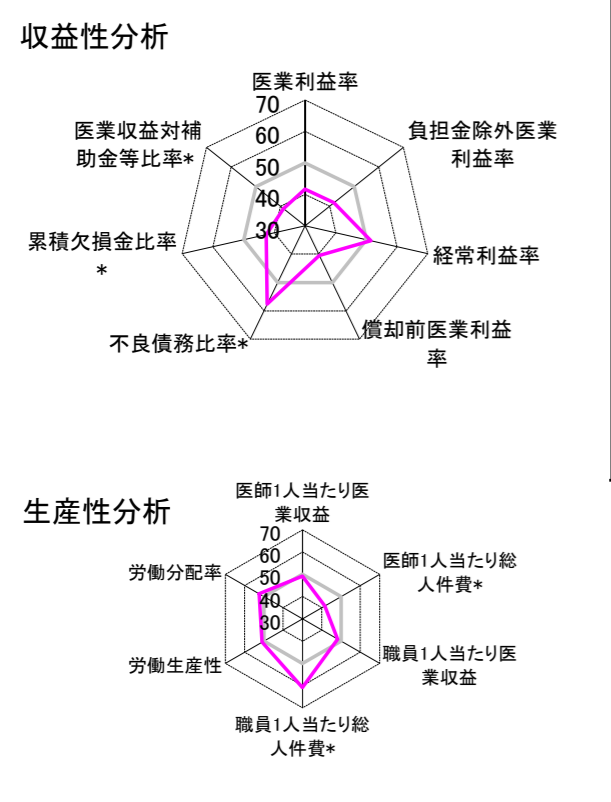 収益性分析
医業利益率
70
60
50
40
30
負担金除外医業
利益率
経常利益率
償却前医業利益
率
不良債務比率*
累積欠損金比率
*
医業収益対補
助金等比率*
生産性分析
医師1人当たり医
業収益
70
60
50
40
30
医師1人当たり総
人件費*
職員1人当たり医
業収益
職員1人当たり総
人件費*
労働生産性
労働分配率